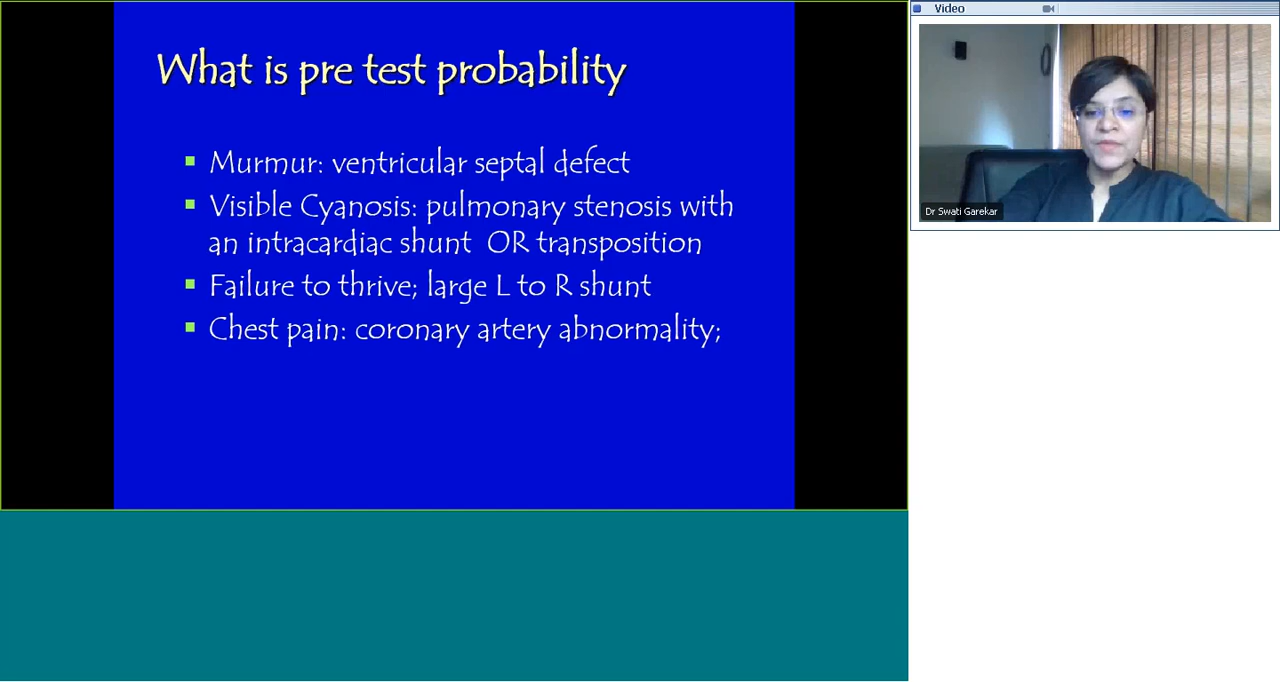 What is pre test probability
Murmur: ventricular septal defect
Visible Cyanosis: pulmonary stenosis with
an intracardiac shunt OR transposition
Failure to thrive; large L to R shunt
Chest pain: coronary artery abnormality;
Video
Dr Swati Garekar